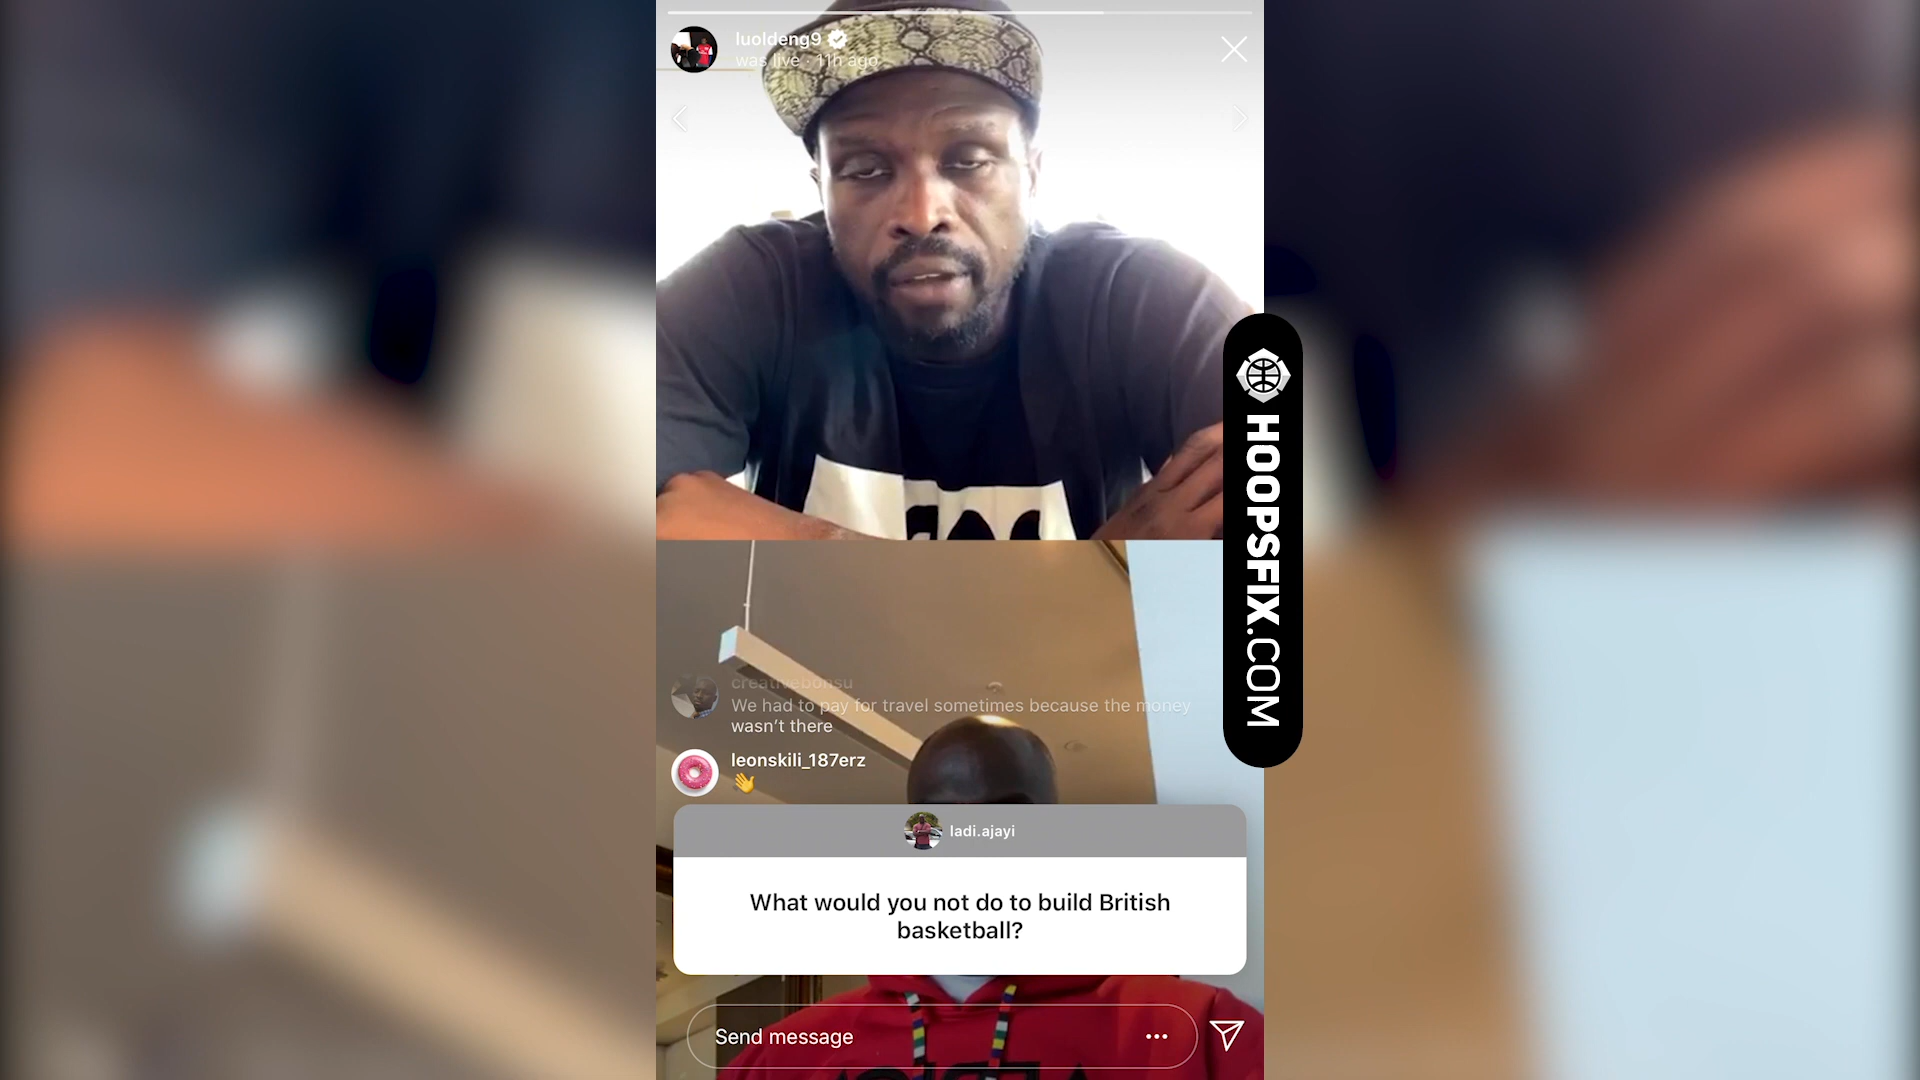 luoldeng9
was live · 11h ago
HOOPSFIX.COM
creativebonsu
We had to pay for travel sometimes because the money
wasn't there
leonskili_187erz
👋
ladi.ajayi
What would you not do to build British
basketball?
Send message